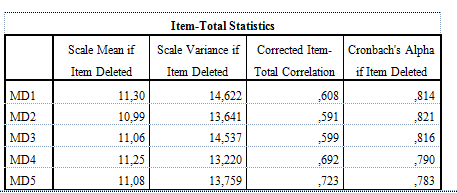 Item-Total Statistics
Scale Mean if Item Deleted Scale Variance if Item Deleted Corrected Item-Total Correlation Cronbach's Alpha if Item Deleted
MD1 11,30 14,622 ,608 ,814
MD2 10,99 13,641 ,591 ,821
MD3 11,06 14,537 ,599 ,816
MD4 11,25 13,220 ,692 ,790
MD5 11,08 13,759 ,723 ,783